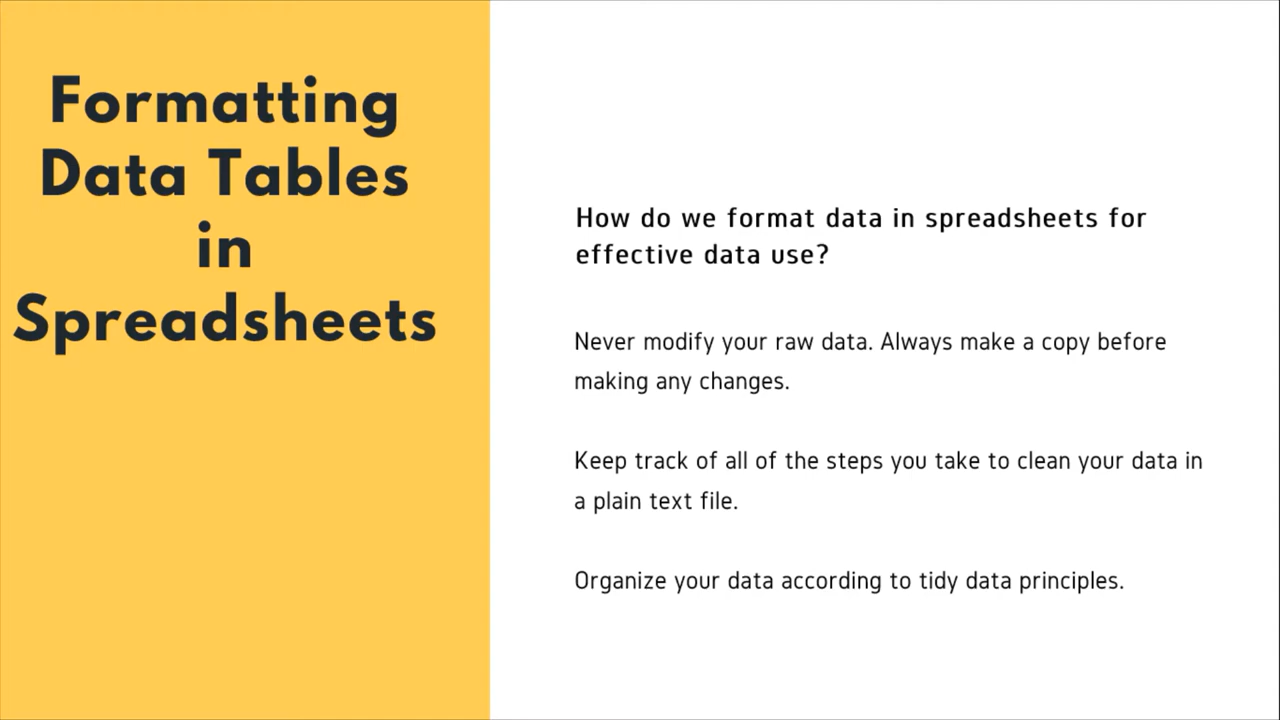 Formatting
Data Tables
in
Spreadsheets
How do we format data in spreadsheets for
effective data use?
Never modify your raw data. Always make a copy before
making any changes.
Keep track of all of the steps you take to clean your data in
a plain text file.
Organize your data according to tidy data principles.